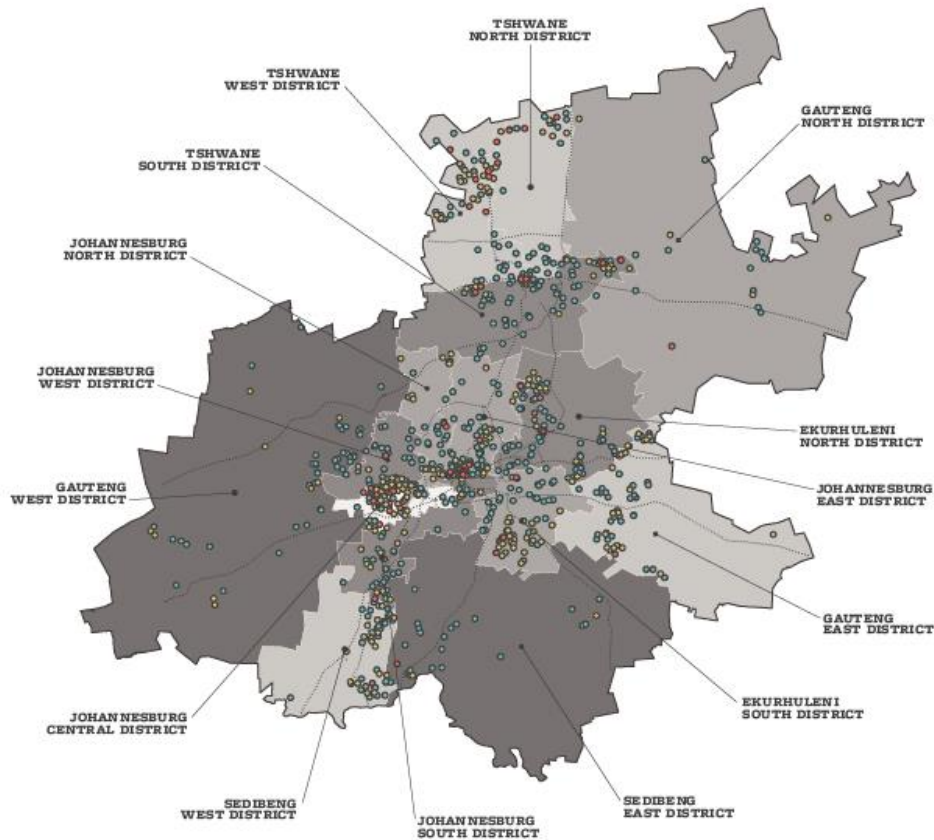 TSHWANE
NORTH DISTRICT
TSHWANE
WEST DISTRICT
GAUTENG
NORTH DISTRICT
TSHWANE
SOUTH DISTRICT
JOHANNESBURG
NORTH DISTRICT
JOHANNESBURG
WEST DISTRICT
EKURHULENI
NORTH DISTRICT
GAUTENG
WEST DISTRICT
JOHANNESBURG
EAST DISTRICT
GAUTENG
EAST DISTRICT
EKURHULENI
SOUTH DISTRICT
JOHANNESBURG
CENTRAL DISTRICT
SEDIBENG
WEST DISTRICT
JOHANNESBURG
SOUTH DISTRICT
SEDIBENG
EAST DISTRICT